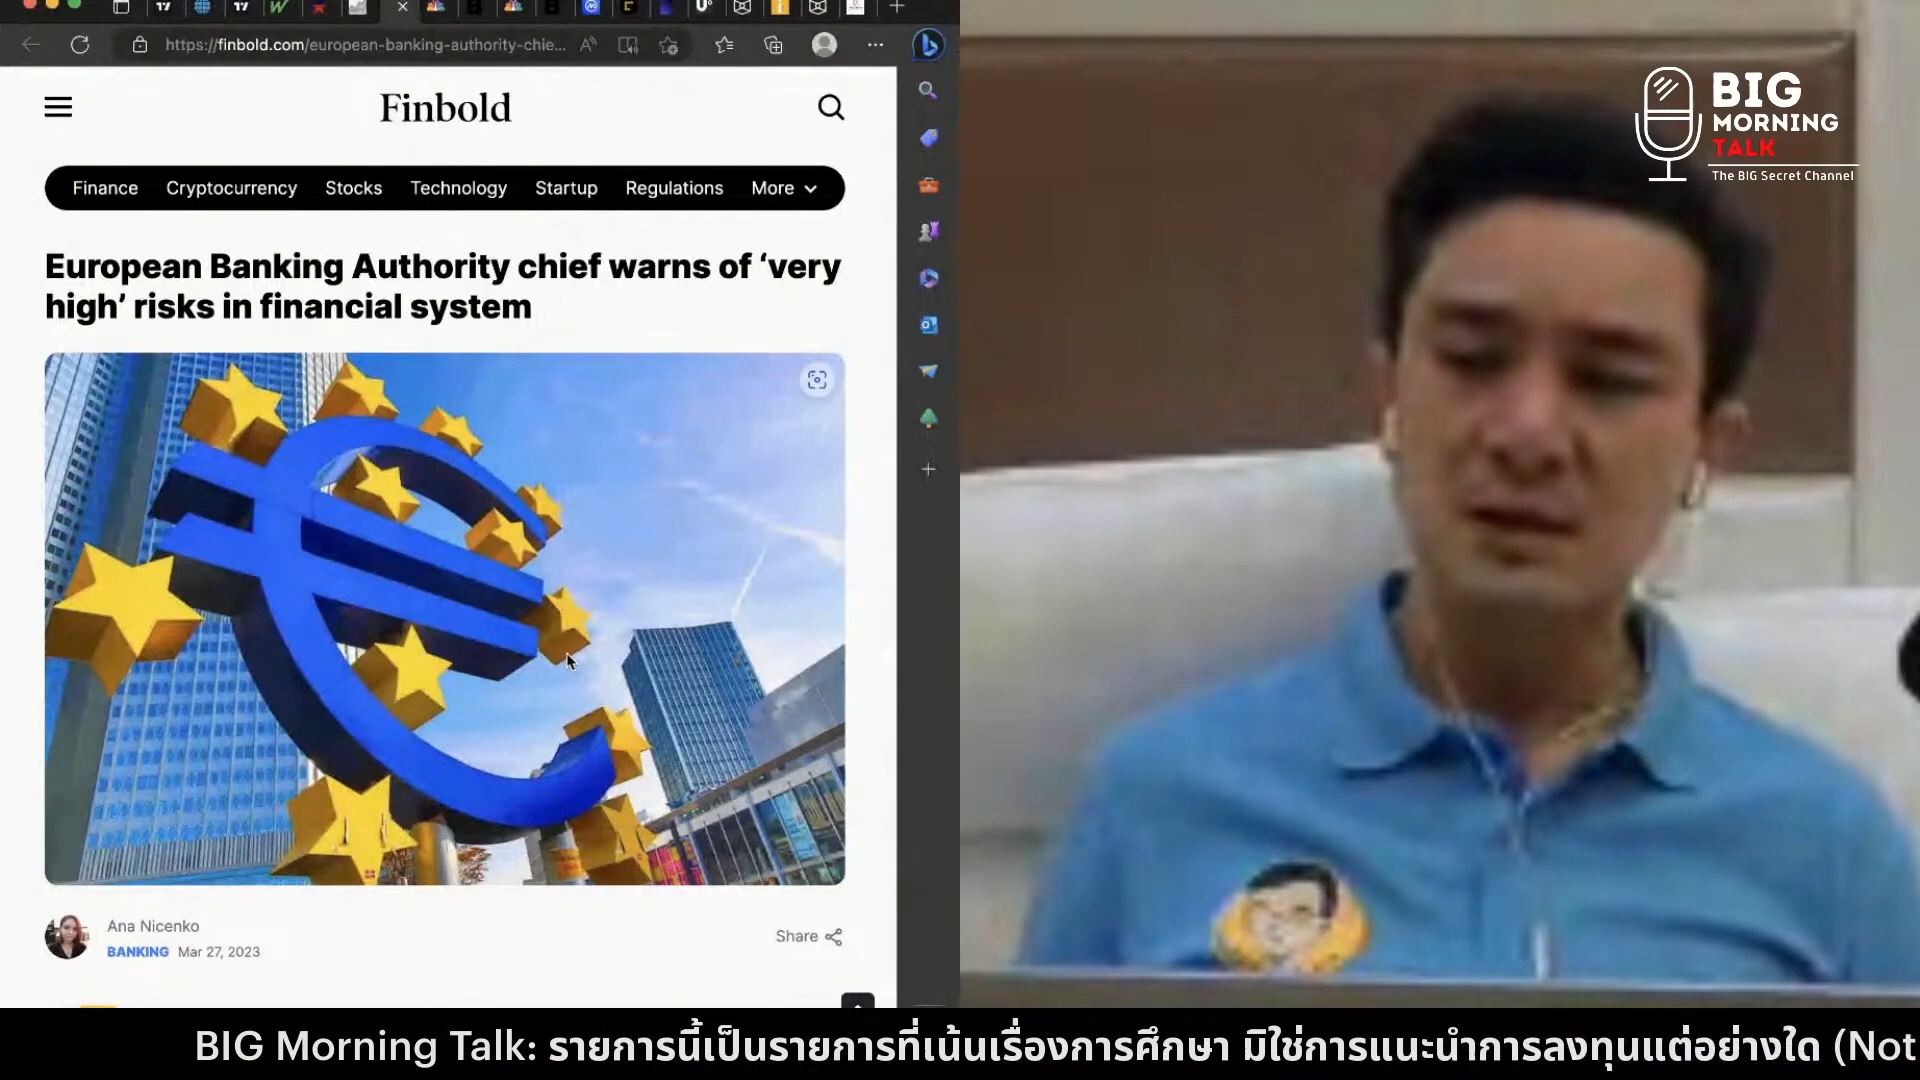 https://finbold.com/european-banking-authority-chie...
Finbold
Finance Cryptocurrency Stocks Technology Startup Regulations More
European Banking Authority chief warns of ‘very
high’ risks in financial system
Ana Nicenko
BANKING Mar 27, 2023
Share
BIG
MORNING
TALK
The BIG Secret Channel
BIG Morning Talk: รายการนี้เป็นรายการที่เน้นเรื่องการศึกษา มิใช่การแนะนำการลงทุนแต่อย่างใด (Not